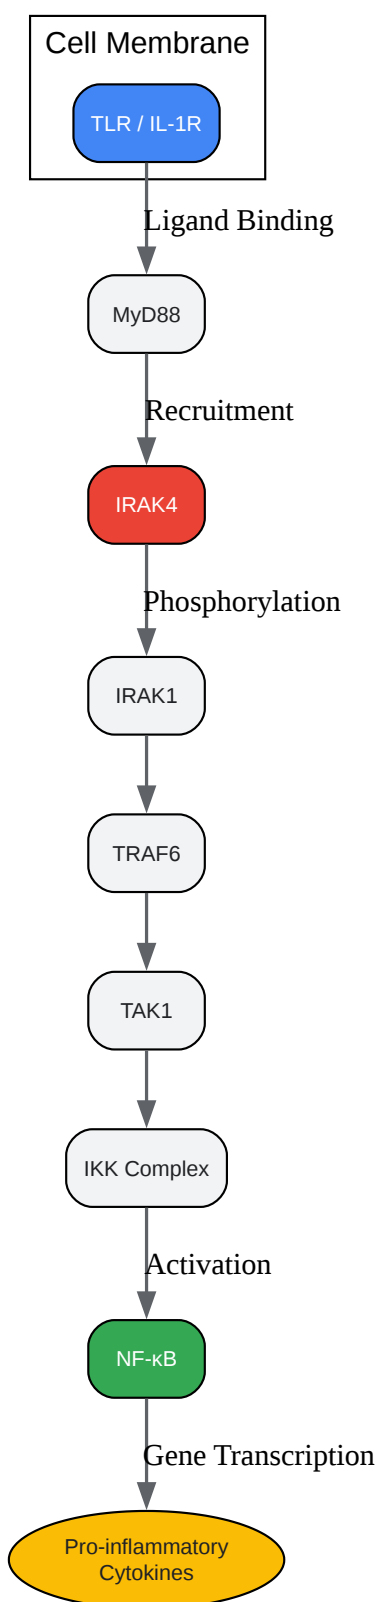 Cell Membrane
TLR / IL-1R
Ligand Binding
MyD88
Recruitment
IRAK4
Phosphorylation
IRAK1
TRAF6
TAK1
IKK Complex
Activation
NF-κB
Gene Transcription
Pro-inflammatory
Cytokines